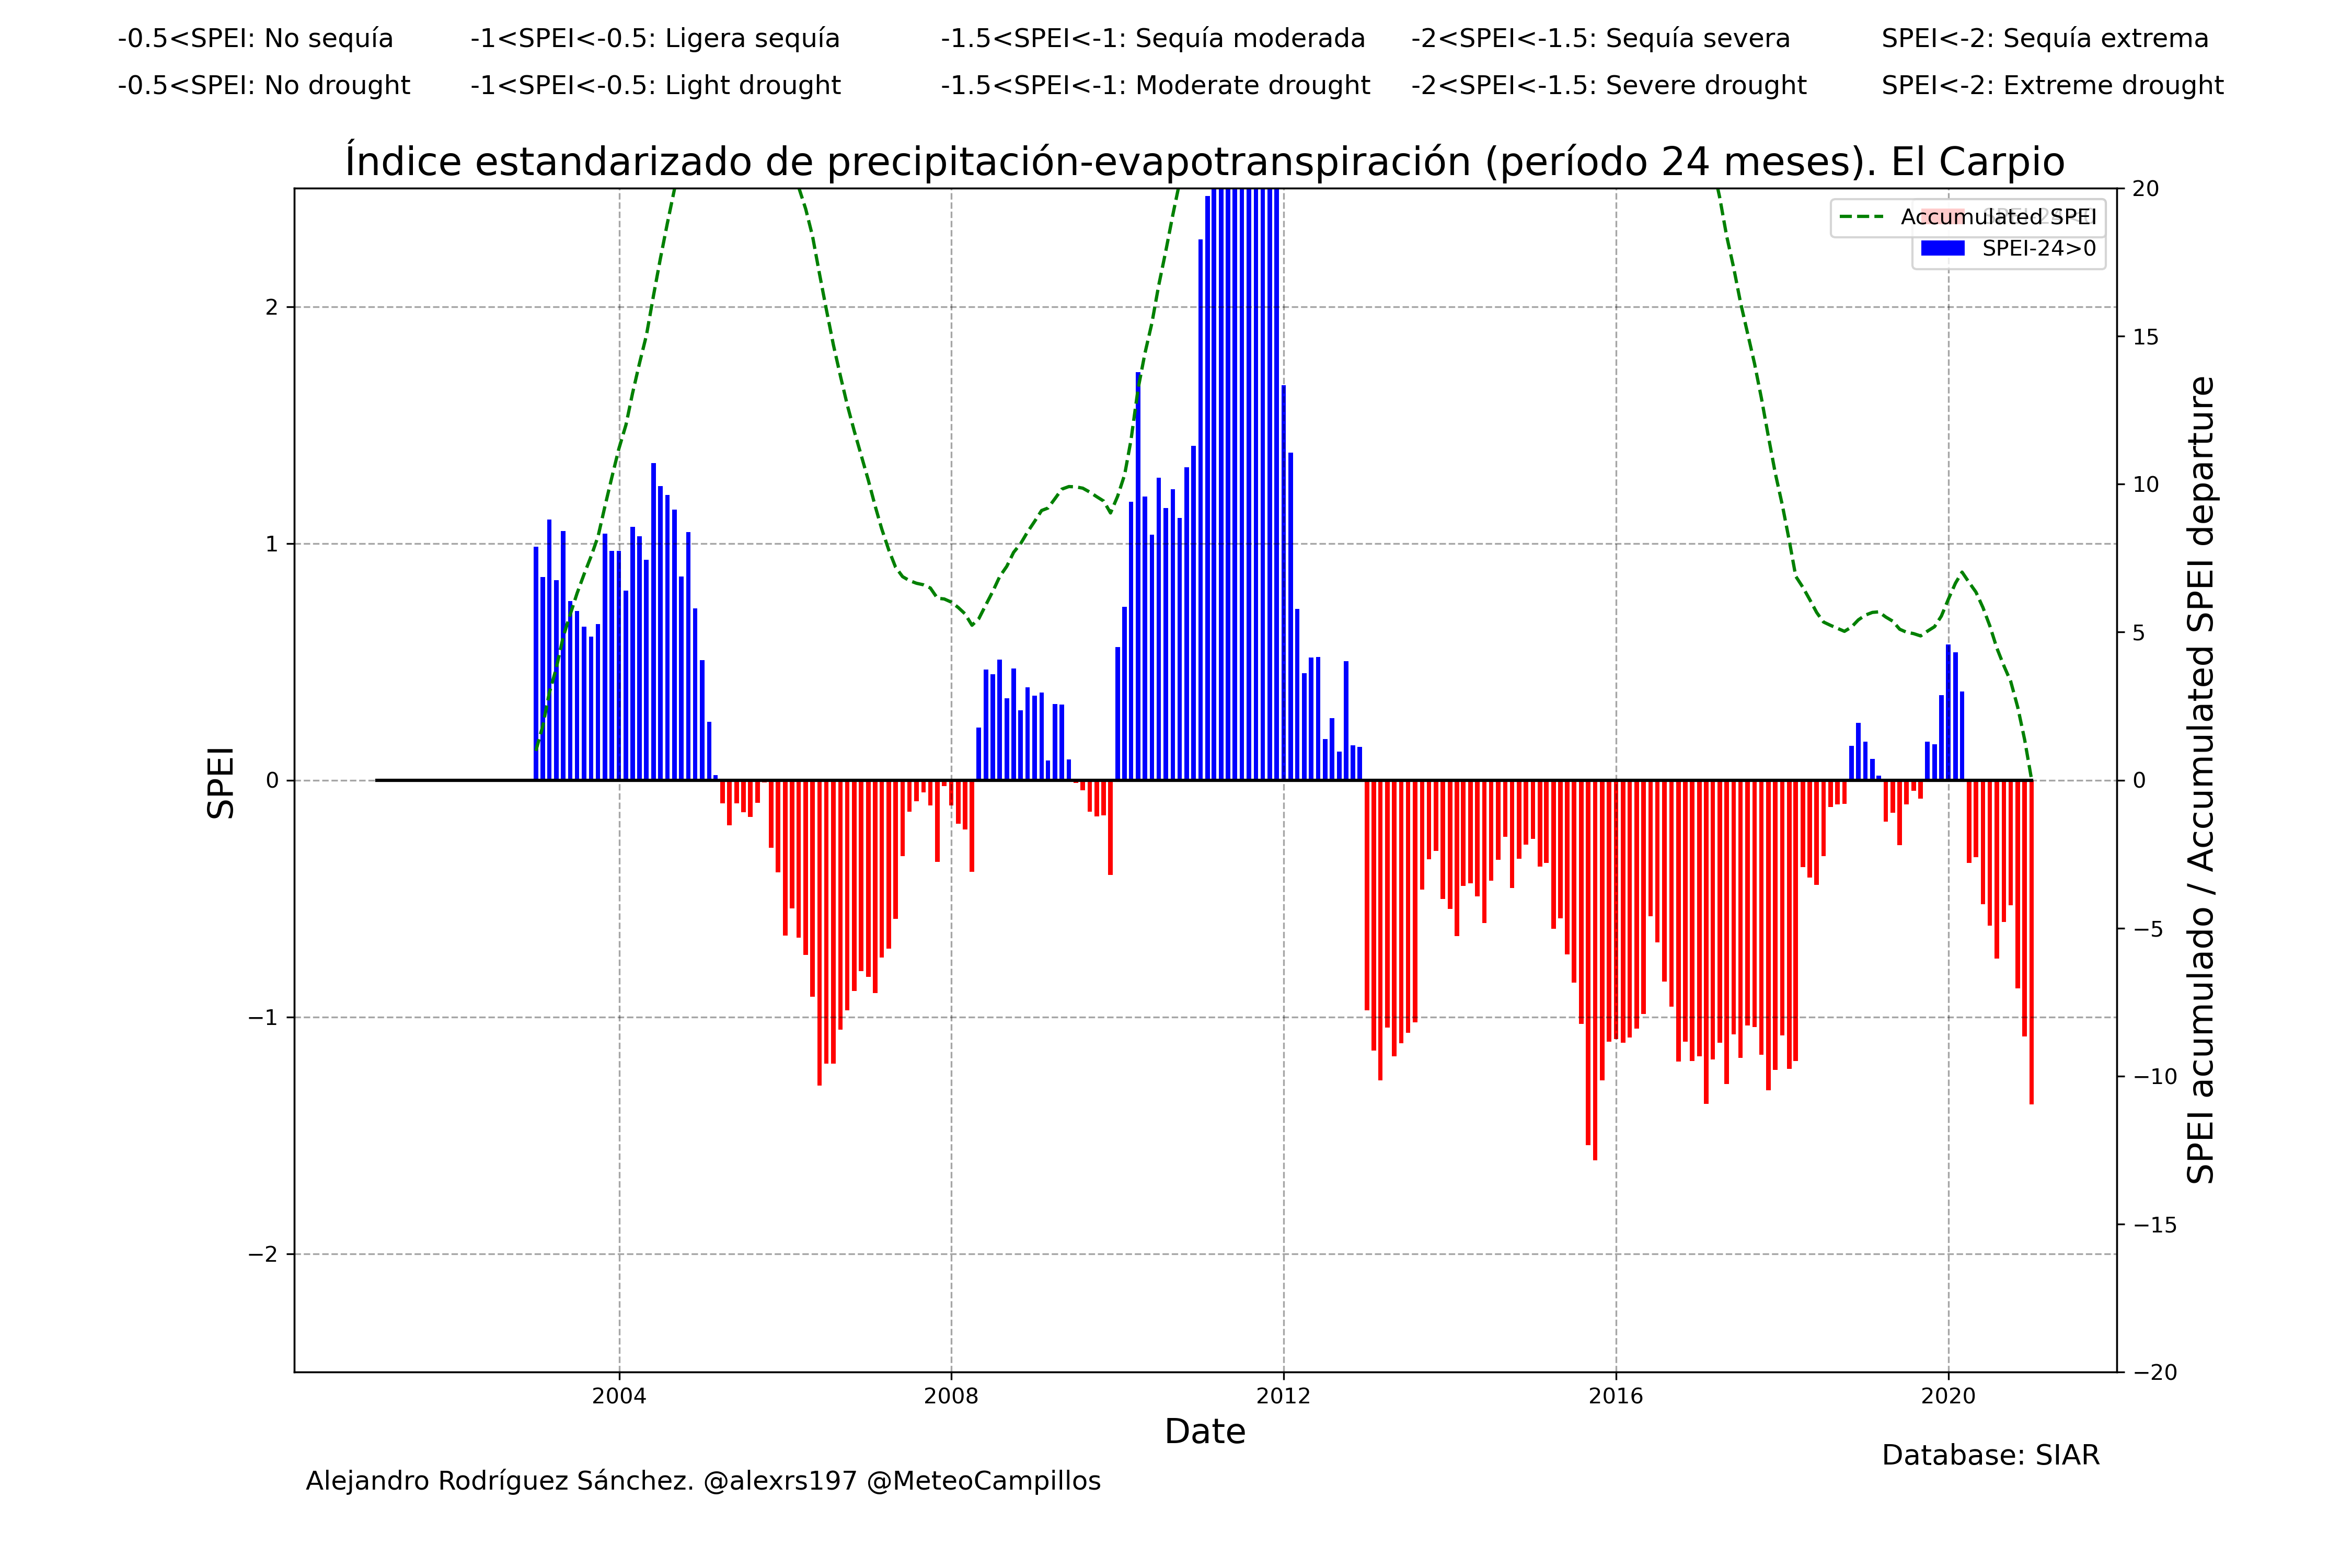 -0.5<SPEI: No sequía -1<SPEI<-0.5: Ligera sequía -1.5<SPEI<-1: Sequía moderada -2<SPEI<-1.5: Sequía severa SPEI<-2: Sequía extrema
-0.5<SPEI: No drought -1<SPEI<-0.5: Light drought -1.5<SPEI<-1: Moderate drought -2<SPEI<-1.5: Severe drought SPEI<-2: Extreme drought
Índice estandarizado de precipitación-evapotranspiración (período 24 meses). El Carpio
Accumulated SPEI
SPEI-24>0
2
1
0
−1
−2
SPEI
20
15
10
5
0
−5
−10
−15
−20
SPEI acumulado / Accumulated SPEI departure
2004 2008 2012 2016 2020
Date
Database: SIAR
Alejandro Rodríguez Sánchez. @alexrs197 @MeteoCampillos